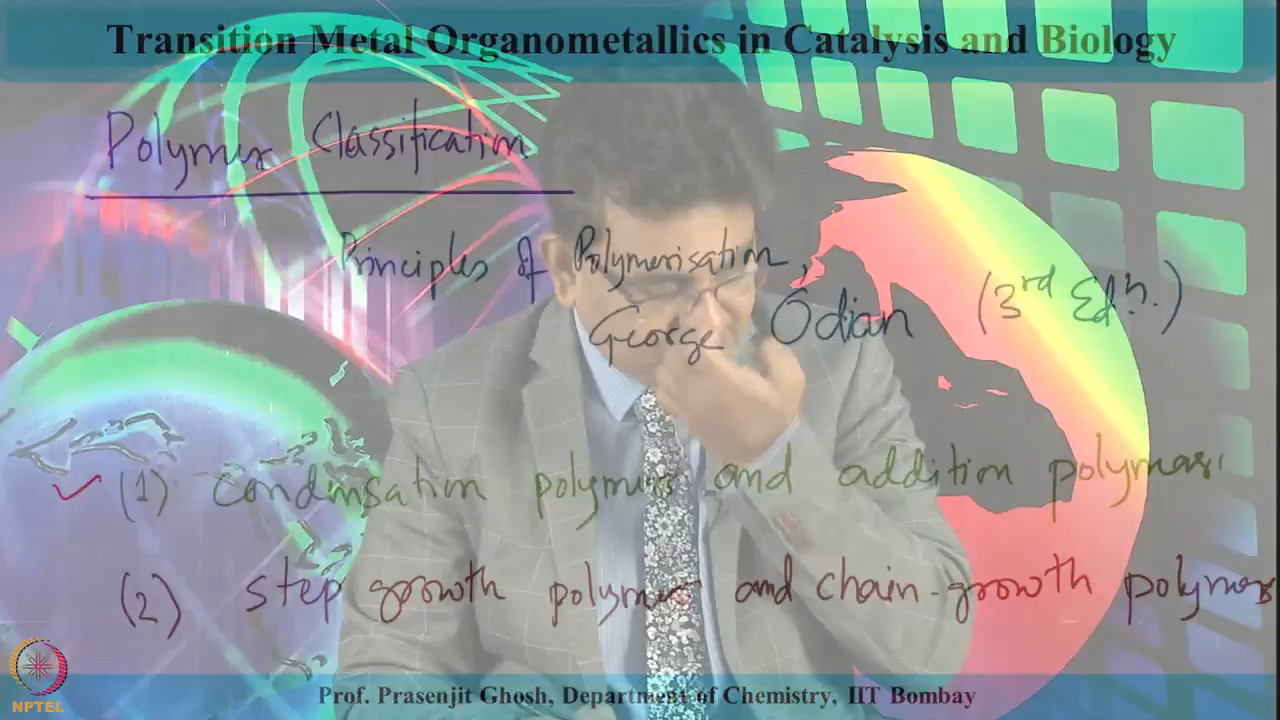 Transition Metal Organometallics in Catalysis and Biology
Polymer Classification
Principles of Polymerisation,
George Odian (3rd Edn.)
✓ (1) condensation polymers and addition polymers.
(2) step growth polymers and chain-growth polymers
Prof. Prasenjit Ghosh, Department of Chemistry, IIT Bombay
NPTEL